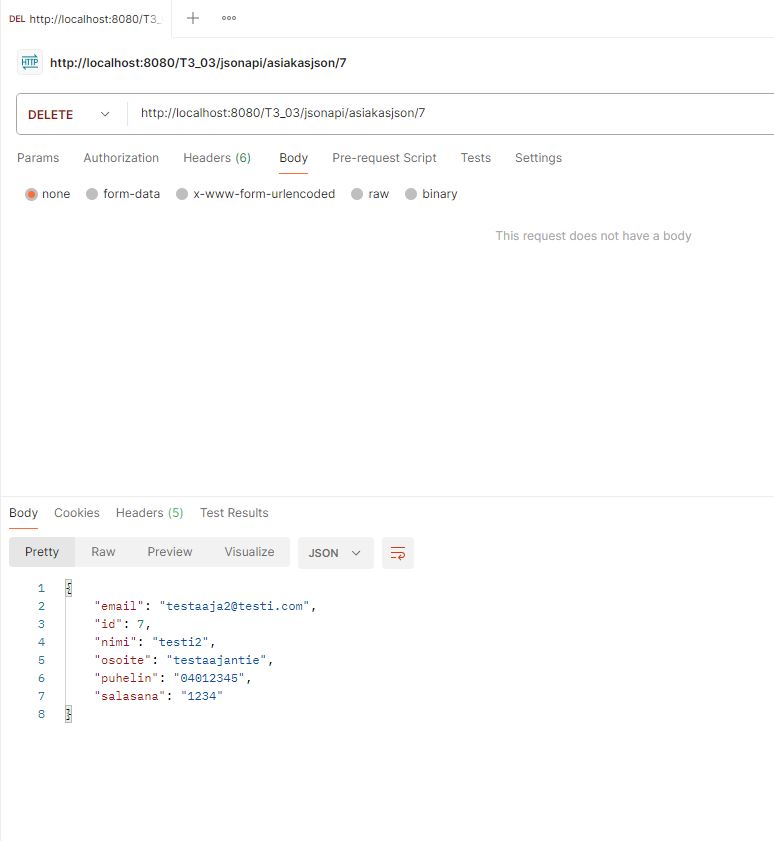 DEL http://localhost:8080/T3_
HTTP http://localhost:8080/T3_03/jsonapi/asiakasjson/7
DELETE http://localhost:8080/T3_03/jsonapi/asiakasjson/7
Params Authorization Headers (6) Body Pre-request Script Tests Settings
none form-data x-www-form-urlencoded raw binary
This request does not have a body
Body Cookies Headers (5) Test Results
Pretty Raw Preview Visualize JSON
1 {
2 "email": "testaaja2@testi.com",
3 "id": 7,
4 "nimi": "testi2",
5 "osoite": "testaajantie",
6 "puhelin": "04012345",
7 "salasana": "1234"
8 }